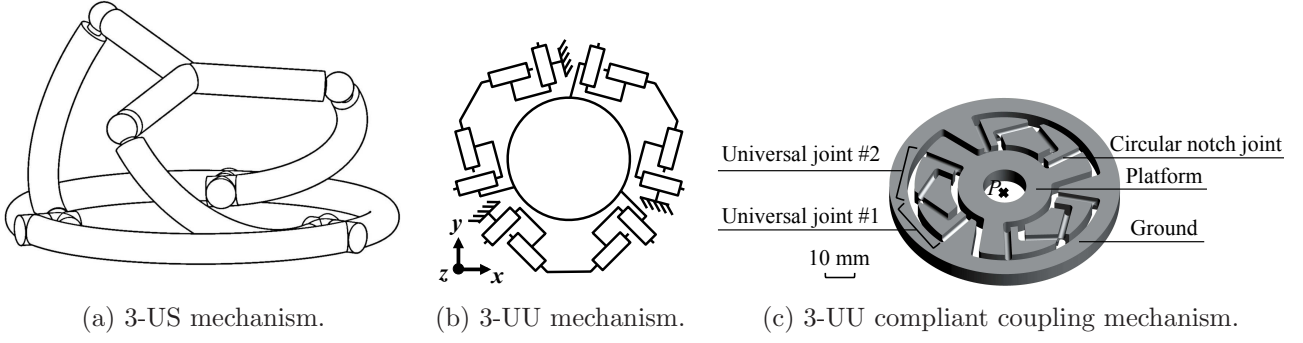 Universal joint #2
Universal joint #1
10 mm
P
Circular notch joint
Platform
Ground
y
z
x
(a) 3-US mechanism.
(b) 3-UU mechanism.
(c) 3-UU compliant coupling mechanism.